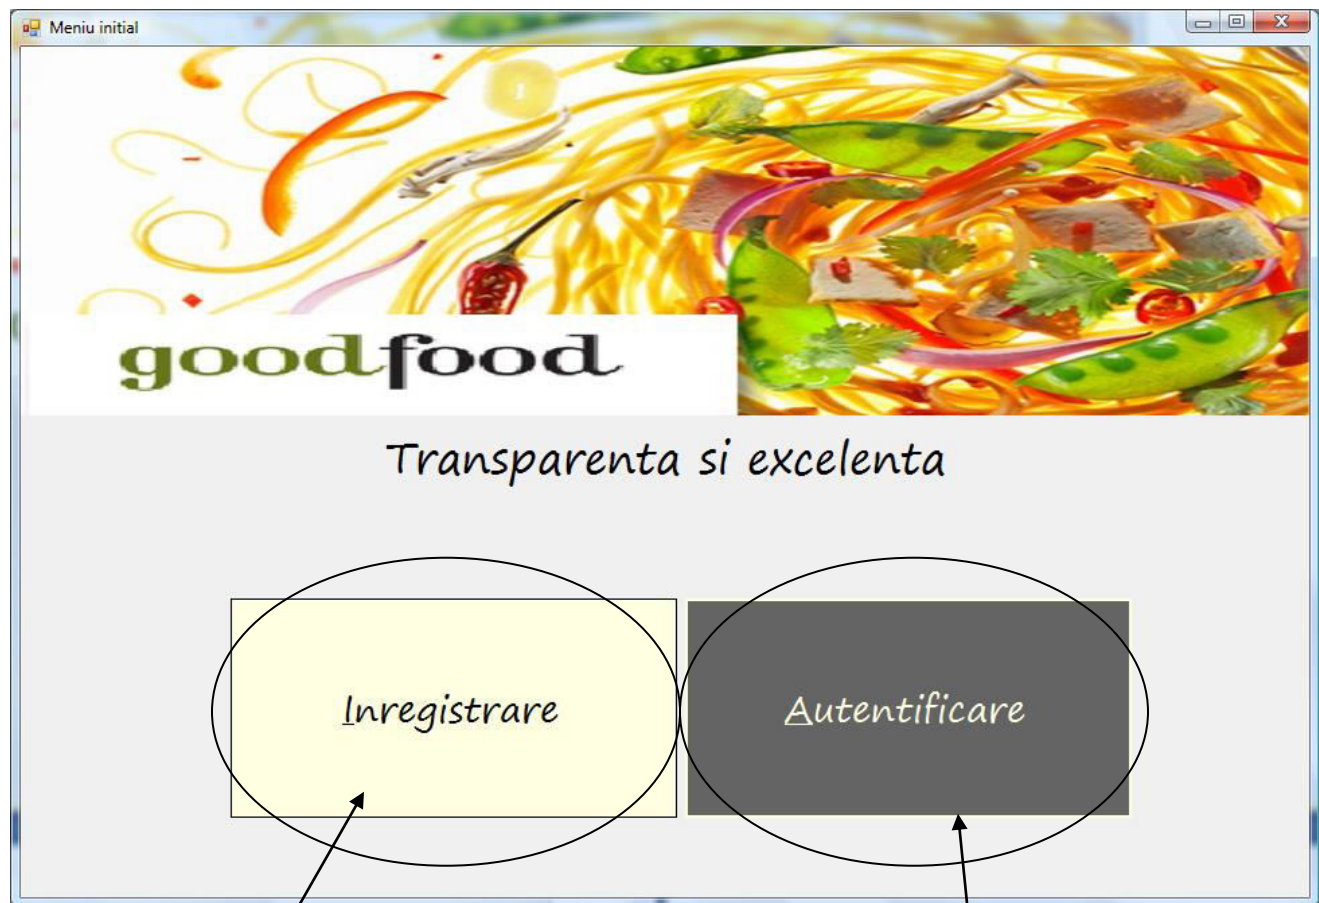 Meniu initial
goodfood
Transparenta si excelenta
Inregistrare
Autentificare